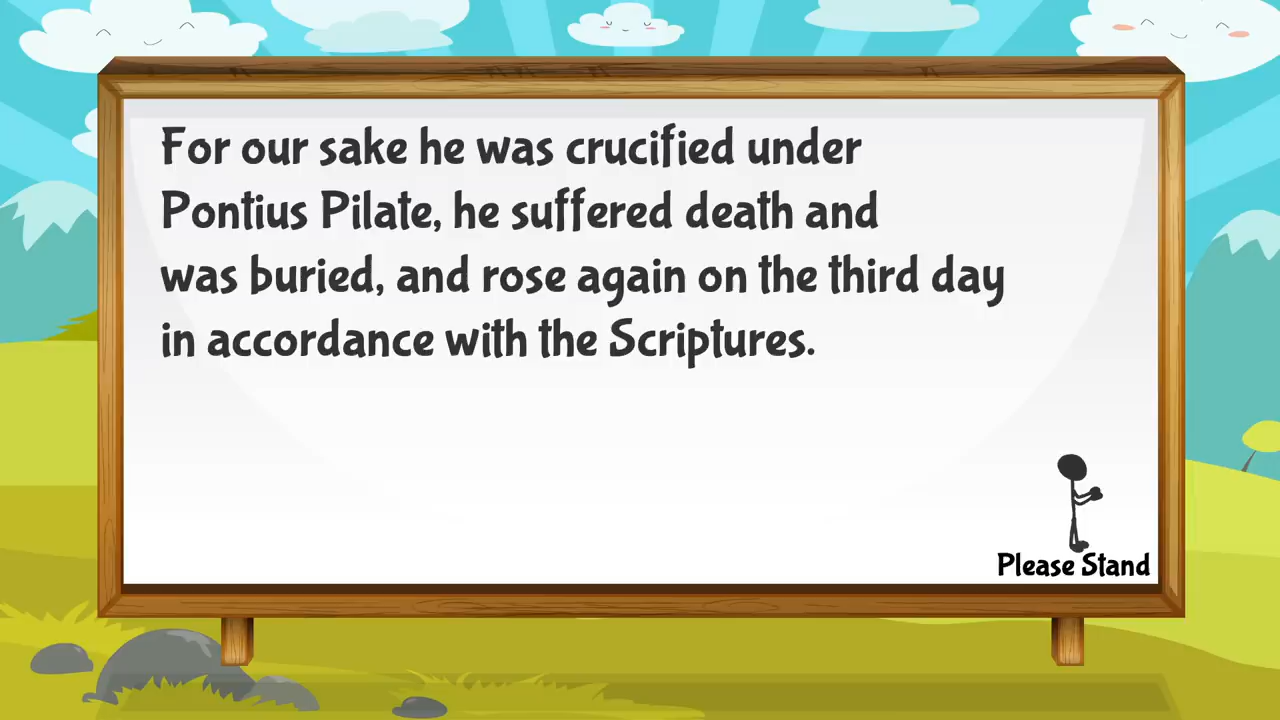 For our sake he was crucified under
Pontius Pilate, he suffered death and
was buried, and rose again on the third day
in accordance with the Scriptures.
Please Stand